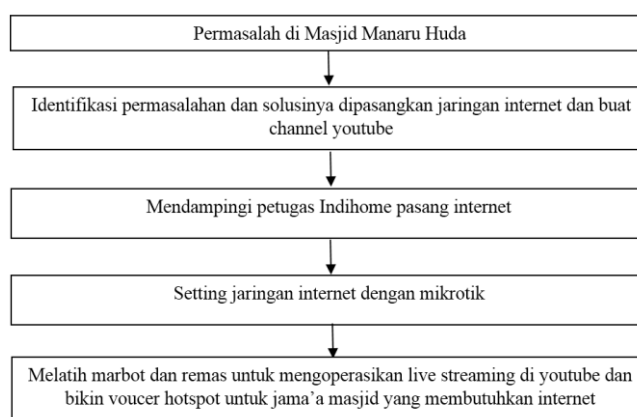 Permasalah di Masjid Manaru Huda
Identifikasi permasalahan dan solusinya dipasangkan jaringan internet dan buat
channel youtube
Mendampingi petugas Indihome pasang internet
Setting jaringan internet dengan mikrotik
Melatih marbot dan remas untuk mengoperasikan live streaming di youtube dan
bikin voucer hotspot untuk jama’a masjid yang membutuhkan internet